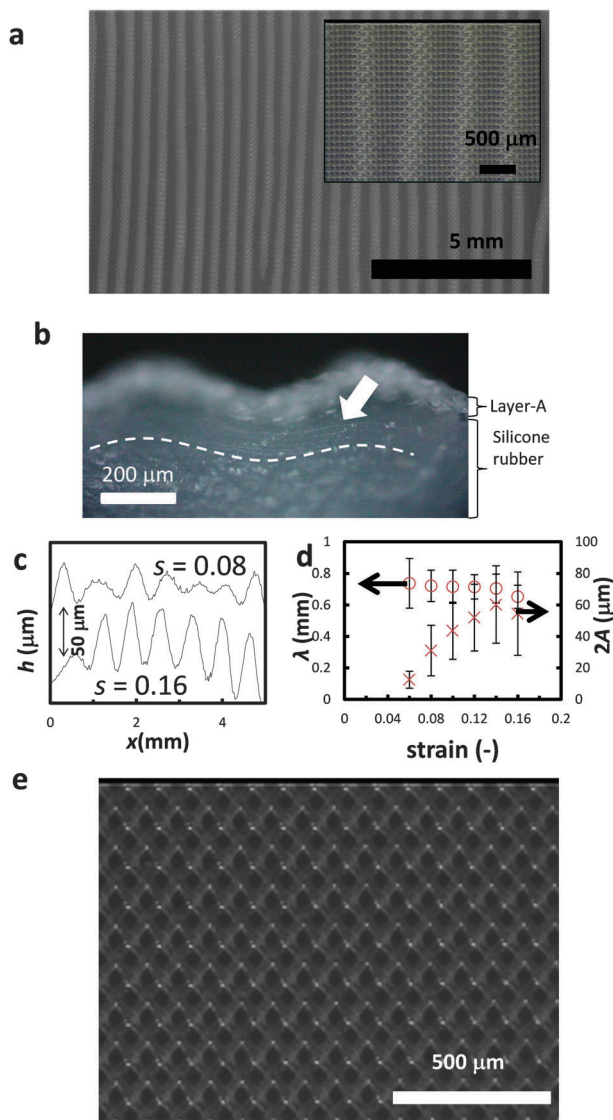 a
500 μm
5 mm
b
Layer-A
Silicone
rubber
200 μm
c
s = 0.08
50 μm
s = 0.16
h (μm)
0 2 4
x(mm)
d
1
0.8
0.6
0.4
0.2
0
λ (mm)
100
80
60
40
20
0
2A (μm)
0 0.04 0.08 0.12 0.16 0.2
strain (-)
e
500 μm